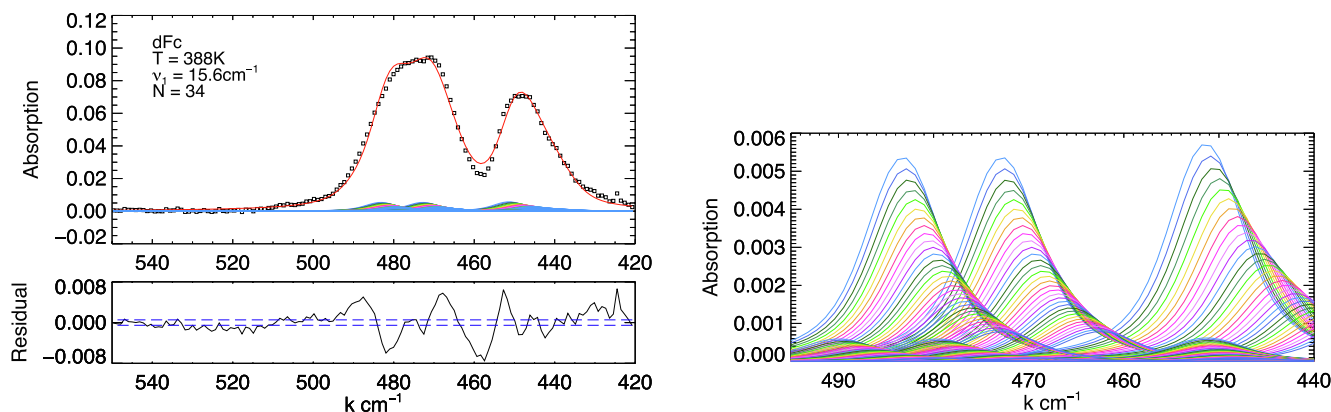 0.12
0.10
0.08
0.06
0.04
0.02
0.00
−0.02
Absorption
dFc
T = 388K
ν₁ = 15.6cm⁻¹
N = 34
540 520 500 480 460 440 420
0.008
0.000
−0.008
Residual
540 520 500 480 460 440 420
k cm⁻¹
0.006
0.005
0.004
0.003
0.002
0.001
0.000
Absorption
490 480 470 460 450 440
k cm⁻¹